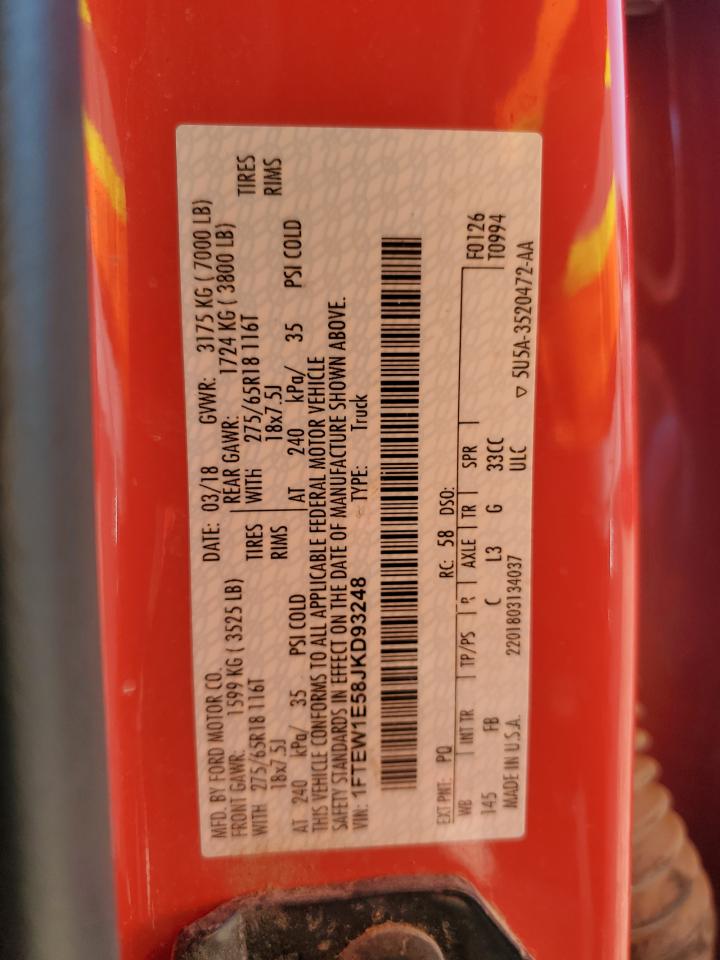 MFD. BY FORD MOTOR CO.
DATE: 03/18 GVWR: 3175 KG ( 7000 LB)
FRONT GAWR: 1599 KG ( 3525 LB)
REAR GAWR: 1724 KG ( 3800 LB)
WITH 275/65R18 116T TIRES
WITH 275/65R18 116T TIRES
18x7.5J RIMS
18x7.5J RIMS
AT 240 kPa/ 35 PSI COLD
AT 240 kPa/ 35 PSI COLD
THIS VEHICLE CONFORMS TO ALL APPLICABLE FEDERAL MOTOR VEHICLE
SAFETY STANDARDS IN EFFECT ON THE DATE OF MANUFACTURE SHOWN ABOVE.
VIN: 1FTEW1E58JKD93248 TYPE: Truck
EXT PNT: PQ RC: 58 DSO:
WB INT TR TP/PS R AXLE TR SPR F0126
145 FB C L3 G 33CC T0994
MADE IN U.S.A. 2201803134037 ULC ▽ 5U5A-3520472-AA